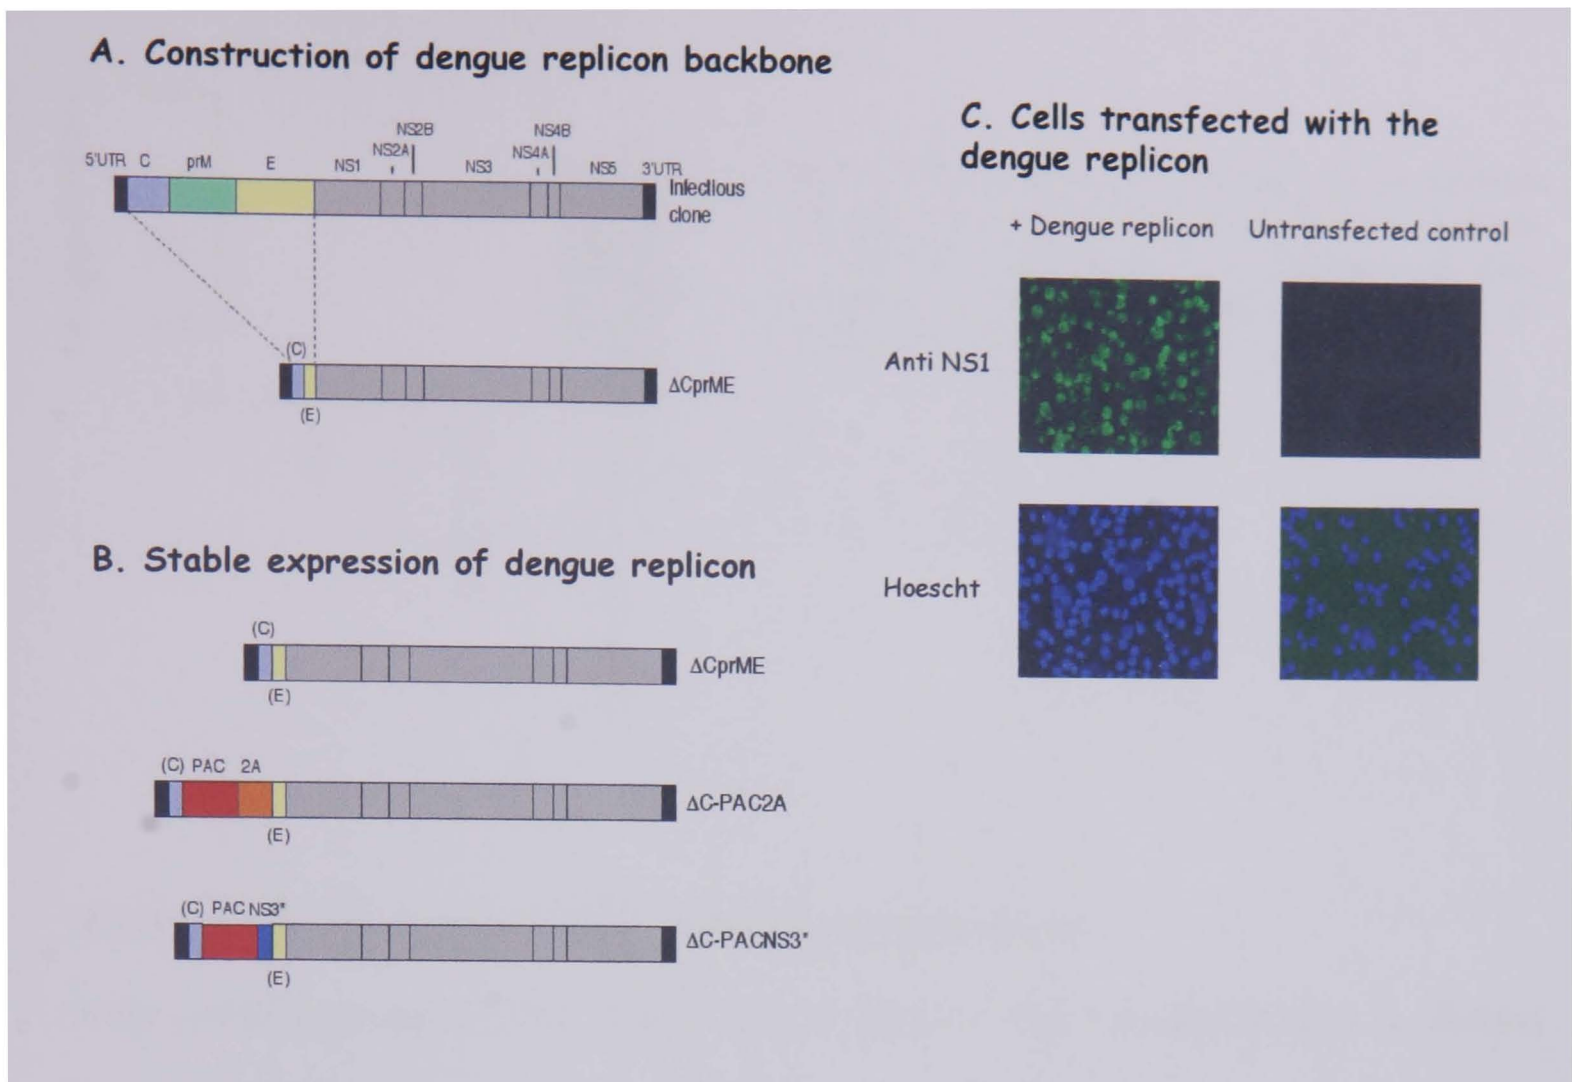 A. Construction of dengue replicon backbone
NS2B NS4B
NS2A NS4A
5'UTR C prM E NS1 NS3 NS5 3'UTR
Infectious
clone
(C)
ΔCprME
(E)
B. Stable expression of dengue replicon
(C)
ΔCprME
(E)
(C) PAC 2A
ΔC-PAC2A
(E)
(C) PAC NS3*
ΔC-PACNS3*
(E)
C. Cells transfected with the
dengue replicon
+ Dengue replicon Untransfected control
Anti NS1
Hoescht